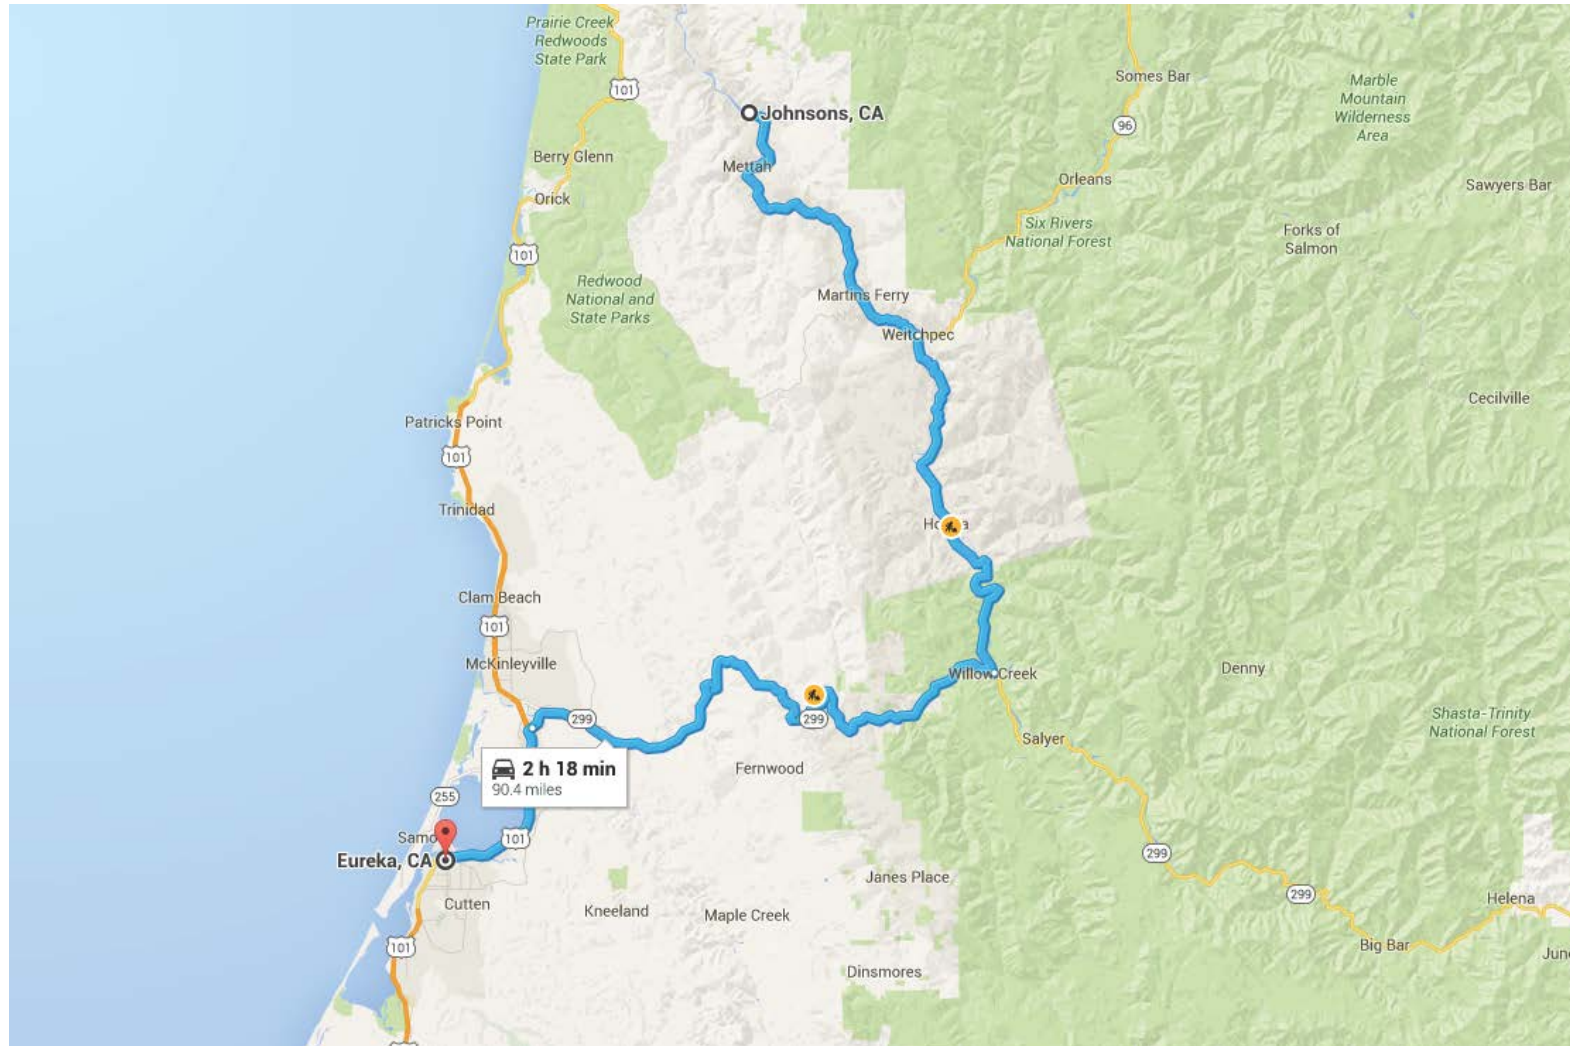 Prairie Creek
Redwoods
State Park
101
Somes Bar
Marble
Mountain
Wilderness
Area
Johnsons, CA
96
Berry Glenn
Mettah
Orleans
Sawyers Bar
Orick
Six Rivers
National Forest
Forks of
Salmon
101
Redwood
National and
State Parks
Martins Ferry
Weitchpec
Cecilville
Patricks Point
101
Trinidad
Clam Beach
101
McKinleyville
Willow Creek
Denny
299
299
Shasta-Trinity
National Forest
Salyer
2 h 18 min
90.4 miles
Fernwood
255
Samo
101
Eureka, CA
299
Janes Place
299
Cutten
Kneeland
Maple Creek
Helena
101
Big Bar
June
Dinsmores